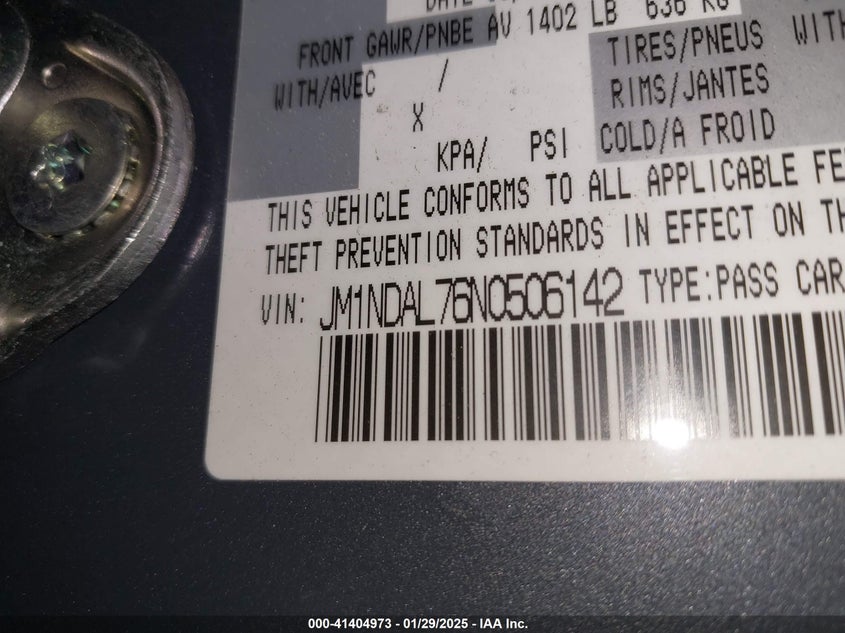 DATE
FRONT GAWR/PNBE AV 1402 LB 636 KG
TIRES/PNEUS WITH
WITH/AVEC /
RIMS/JANTES
X
COLD/A FROID
KPA/ PSI
THIS VEHICLE CONFORMS TO ALL APPLICABLE FE
THEFT PREVENTION STANDARDS IN EFFECT ON TH
VIN: JM1NDAL76N0506142 TYPE:PASS CAR
000-41404973 - 01/29/2025 - IAA Inc.